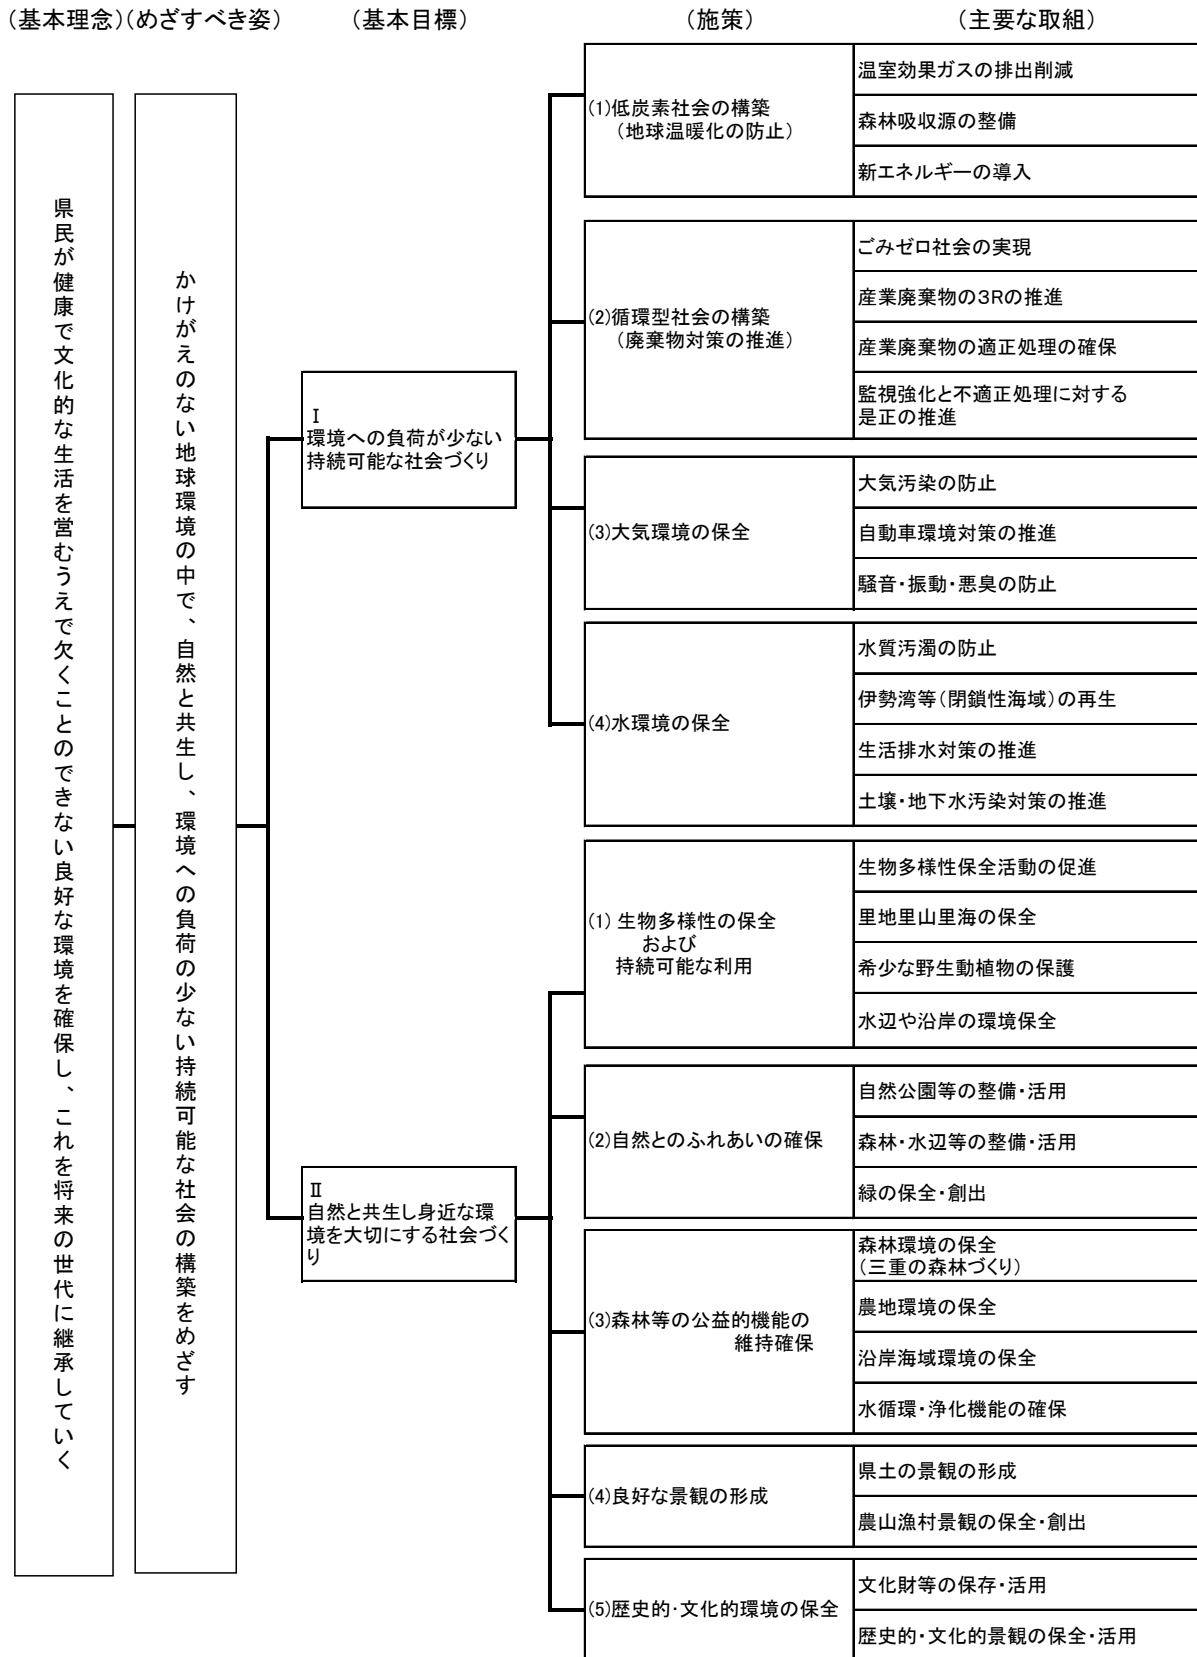 (基本理念)(めざすべき姿) (基本目標) (施策) (主要な取組)
県民が健康で文化的な生活を営むうえで欠くことのできない良好な環境を確保し、これを将来の世代に継承していく
かけがえのない地球環境の中で、自然と共生し、環境への負荷の少ない持続可能な社会の構築をめざす
Ⅰ
環境への負荷が少ない
持続可能な社会づくり
(1)低炭素社会の構築
(地球温暖化の防止)
温室効果ガスの排出削減
森林吸収源の整備
新エネルギーの導入
(2)循環型社会の構築
(廃棄物対策の推進)
ごみゼロ社会の実現
産業廃棄物の3Rの推進
産業廃棄物の適正処理の確保
監視強化と不適正処理に対する
是正の推進
(3)大気環境の保全
大気汚染の防止
自動車環境対策の推進
騒音・振動・悪臭の防止
(4)水環境の保全
水質汚濁の防止
伊勢湾等(閉鎖性海域)の再生
生活排水対策の推進
土壌・地下水汚染対策の推進
Ⅱ
自然と共生し身近な環
境を大切にする社会づく
り
(1) 生物多様性の保全
および
持続可能な利用
生物多様性保全活動の促進
里地里山里海の保全
希少な野生動植物の保護
水辺や沿岸の環境保全
(2)自然とのふれあいの確保
自然公園等の整備・活用
森林・水辺等の整備・活用
緑の保全・創出
(3)森林等の公益的機能の
維持確保
森林環境の保全
(三重の森林づくり)
農地環境の保全
沿岸海域環境の保全
水循環・浄化機能の確保
(4)良好な景観の形成
県土の景観の形成
農山漁村景観の保全・創出
(5)歴史的・文化的環境の保全
文化財等の保存・活用
歴史的・文化的景観の保全・活用